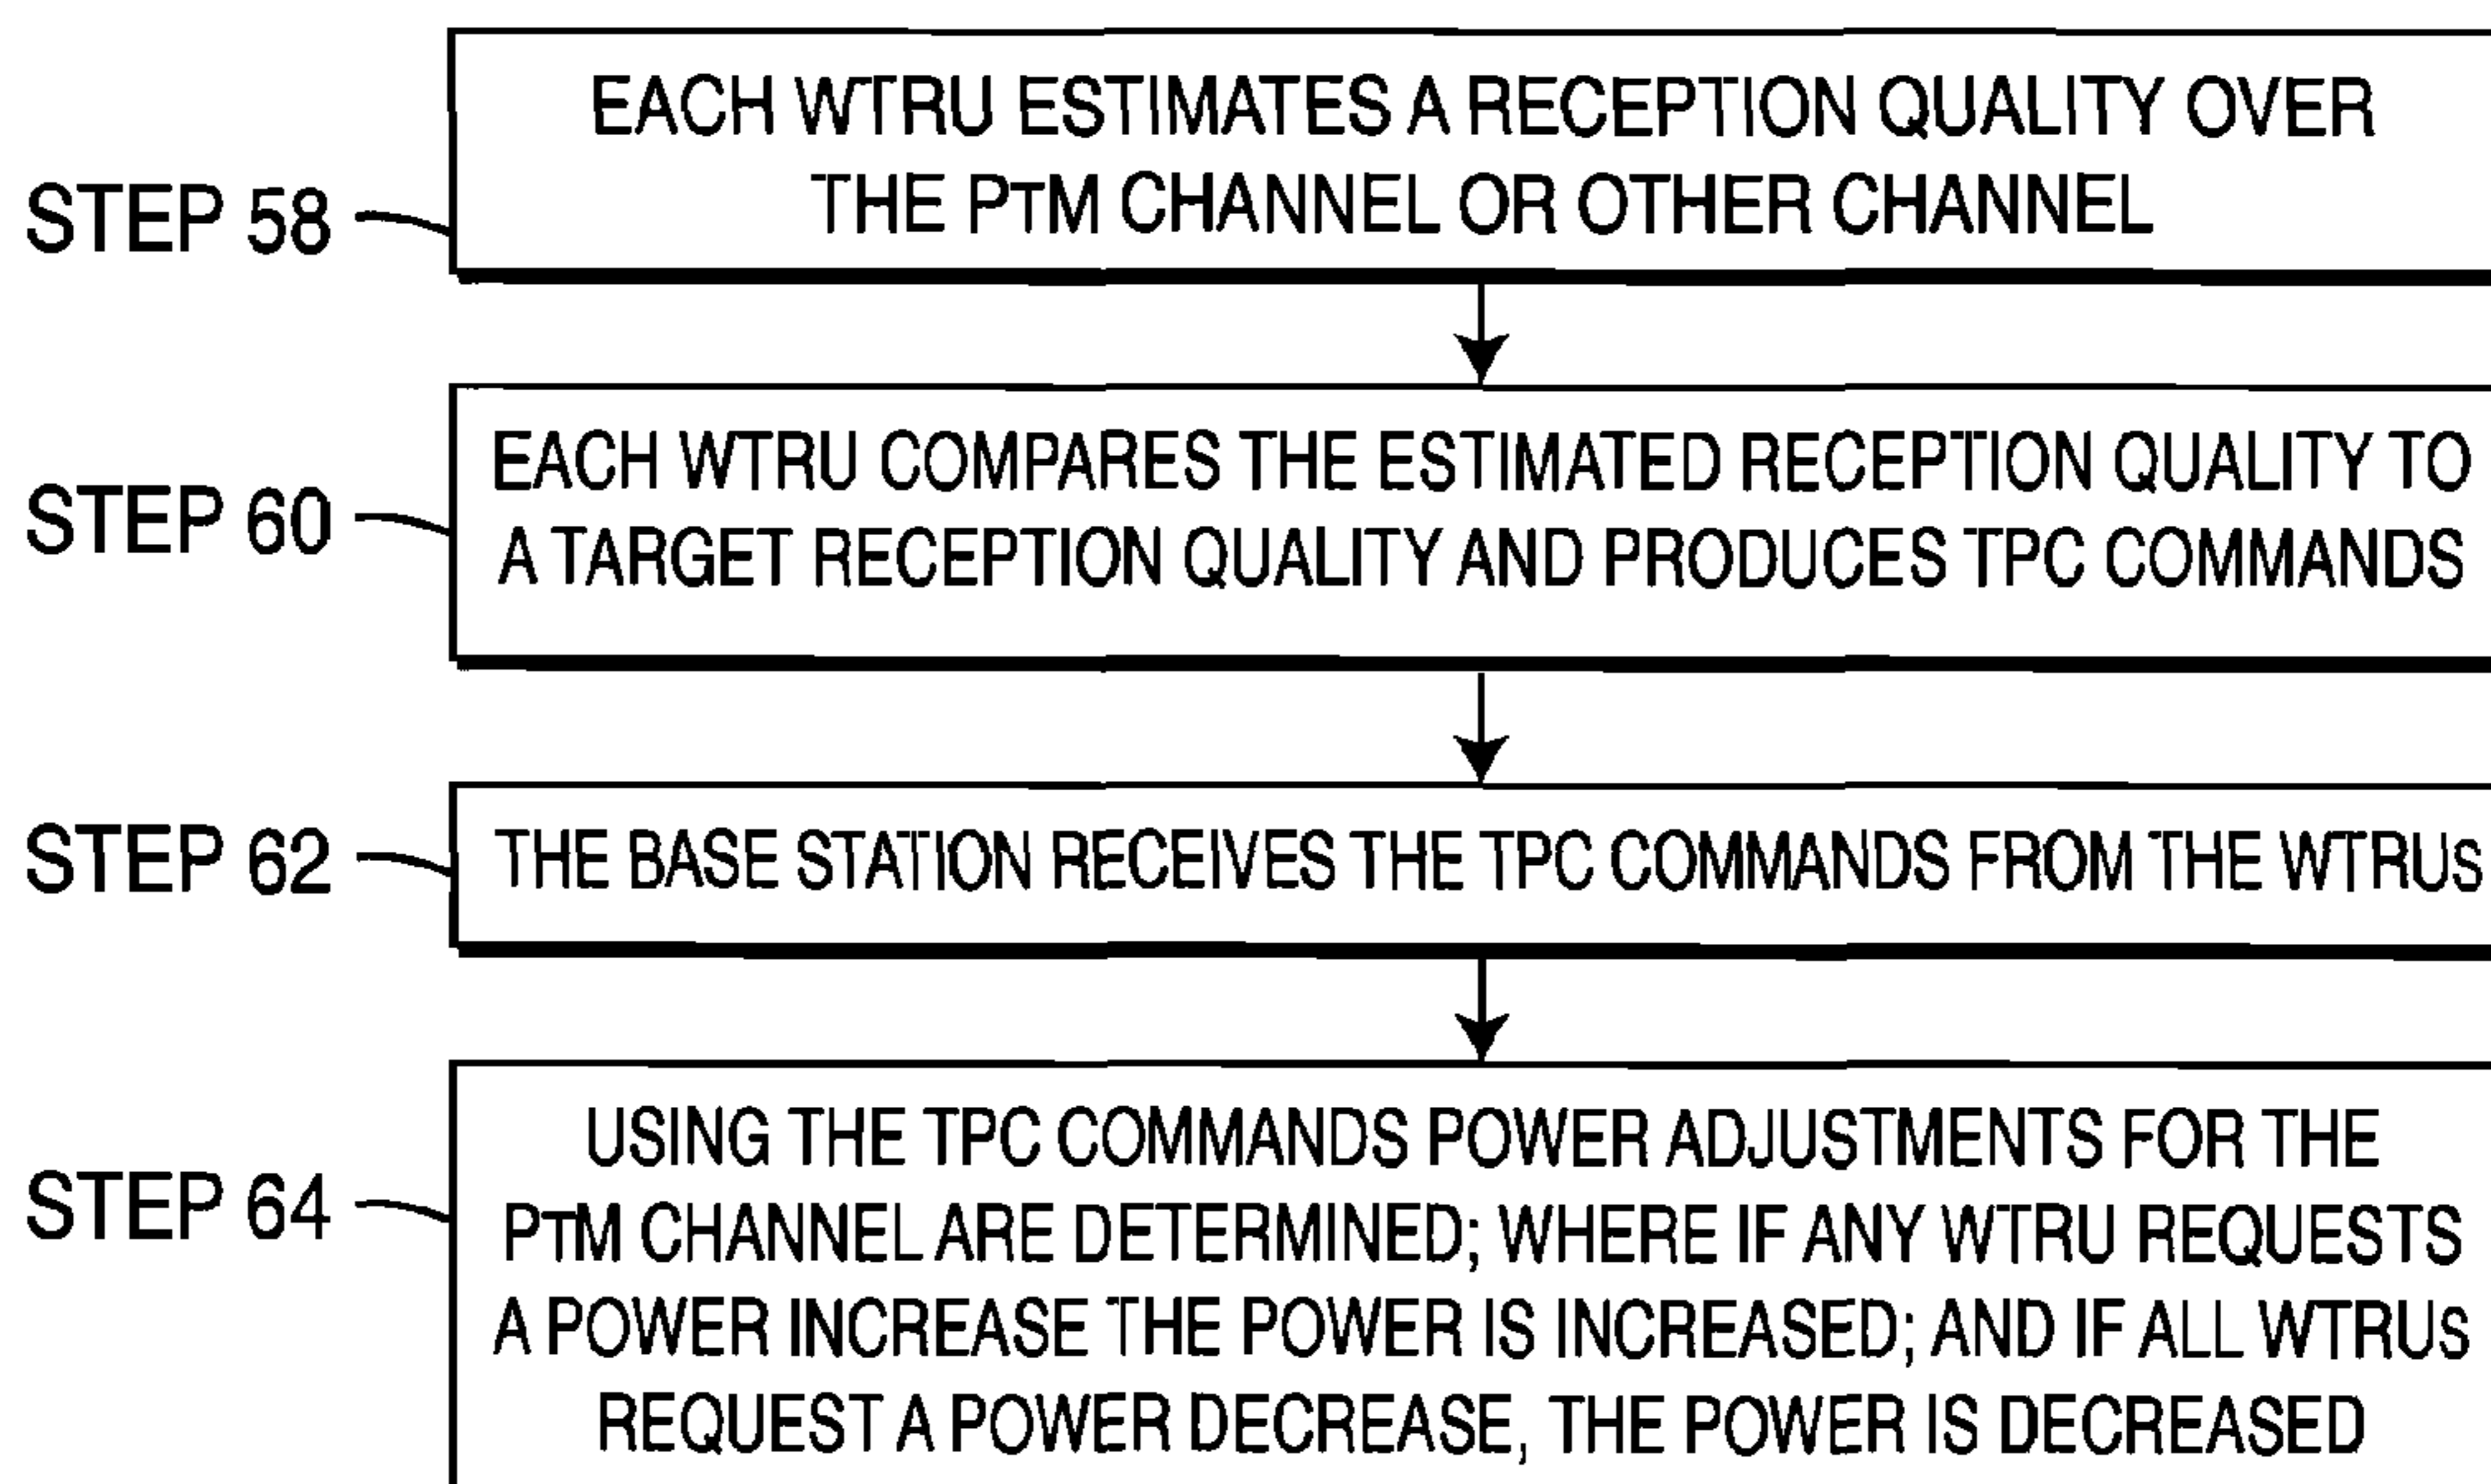 EACH WTRU ESTIMATES A RECEPTION QUALITY OVER
THE PTM CHANNEL OR OTHER CHANNEL
STEP 58
EACH WTRU COMPARES THE ESTIMATED RECEPTION QUALITY TO
A TARGET RECEPTION QUALITY AND PRODUCES TPC COMMANDS
STEP 60
THE BASE STATION RECEIVES THE TPC COMMANDS FROM THE WTRUs
STEP 62
USING THE TPC COMMANDS POWER ADJUSTMENTS FOR THE
PTM CHANNEL ARE DETERMINED; WHERE IF ANY WTRU REQUESTS
A POWER INCREASE THE POWER IS INCREASED; AND IF ALL WTRUs
REQUEST A POWER DECREASE, THE POWER IS DECREASED
STEP 64